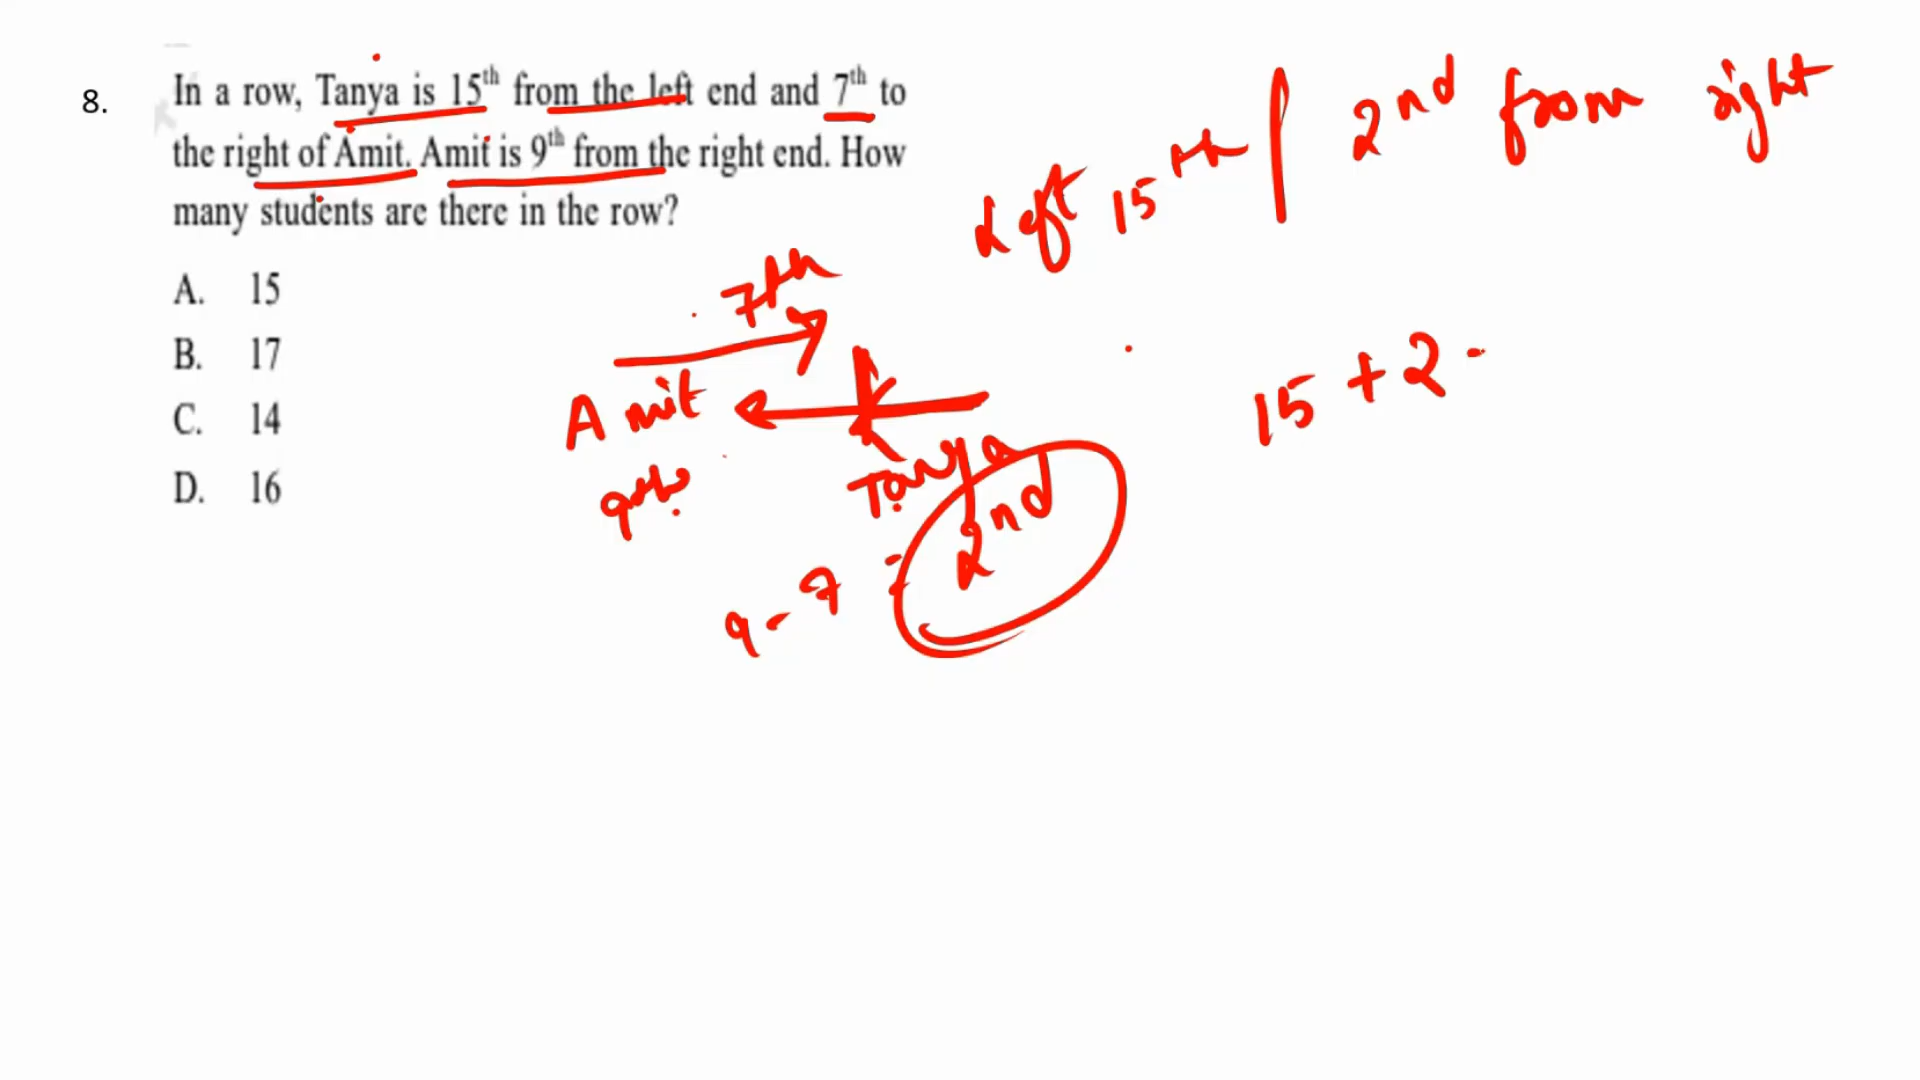 8. In a row, Tanya is 15th from the left end and 7th to
the right of Amit. Amit is 9th from the right end. How
many students are there in the row?
A. 15
B. 17
C. 14
D. 16
Left 15th | 2nd from right
7th
Amit
Tanya
9th
9 - 7 = 2nd
15 + 2 -